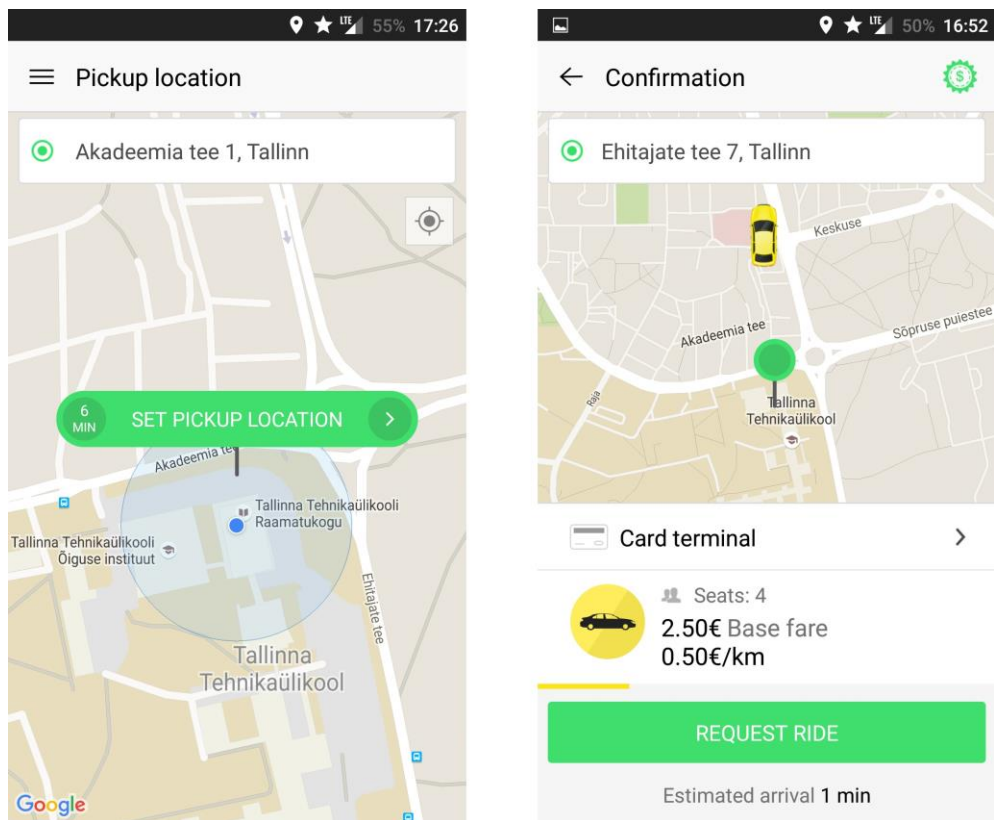 LTE 55% 17:26
Pickup location
Akadeemia tee 1, Tallinn
6
MIN
SET PICKUP LOCATION
Akadeemia tee
Tallinna Tehnikaülikooli
Raamatukogu
Tallinna Tehnikaülikooli
Õiguse instituut
Ehitajate tee
Tallinna
Tehnikaülikool
Google
LTE 50% 16:52
Confirmation
$
Ehitajate tee 7, Tallinn
Keskuse
Akadeemia tee
Sõpruse puiestee
Raja
Tallinna
Tehnikaülikool
Card terminal
Seats: 4
2.50€ Base fare
0.50€/km
REQUEST RIDE
Estimated arrival 1 min